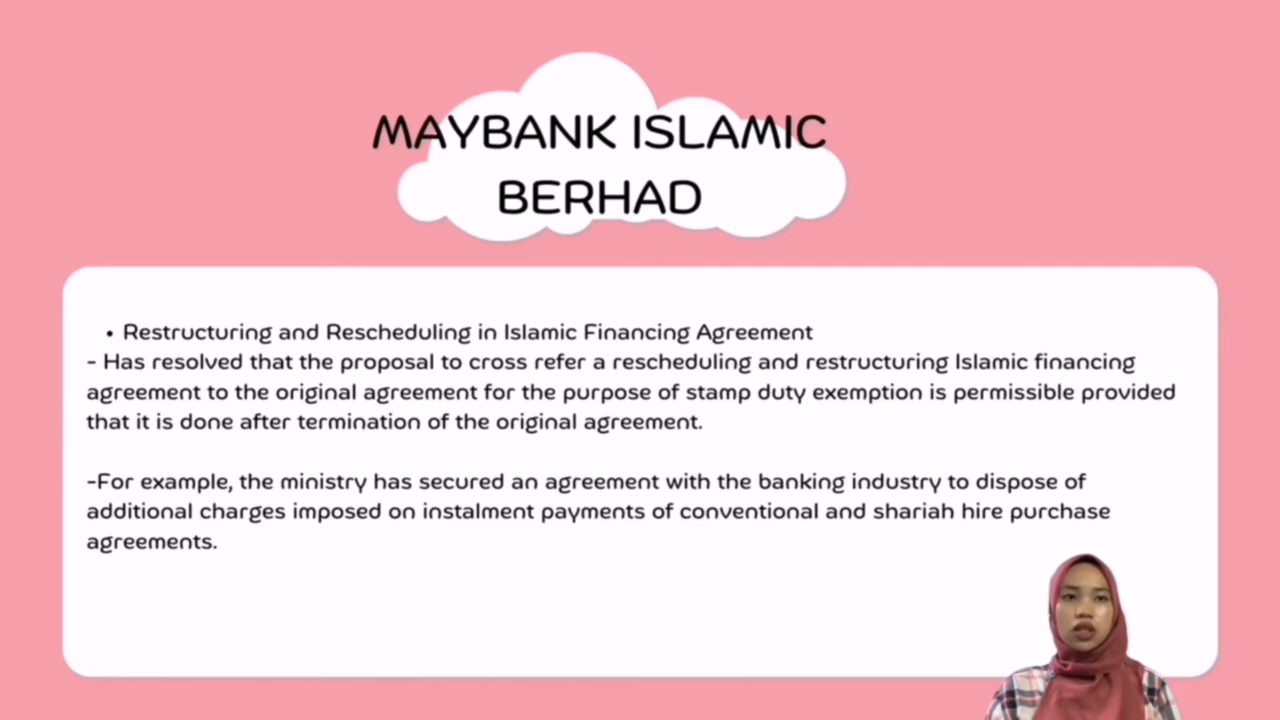 MAYBANK ISLAMIC
BERHAD
• Restructuring and Rescheduling in Islamic Financing Agreement
- Has resolved that the proposal to cross refer a rescheduling and restructuring Islamic financing
agreement to the original agreement for the purpose of stamp duty exemption is permissible provided
that it is done after termination of the original agreement.
-For example, the ministry has secured an agreement with the banking industry to dispose of
additional charges imposed on instalment payments of conventional and shariah hire purchase
agreements.